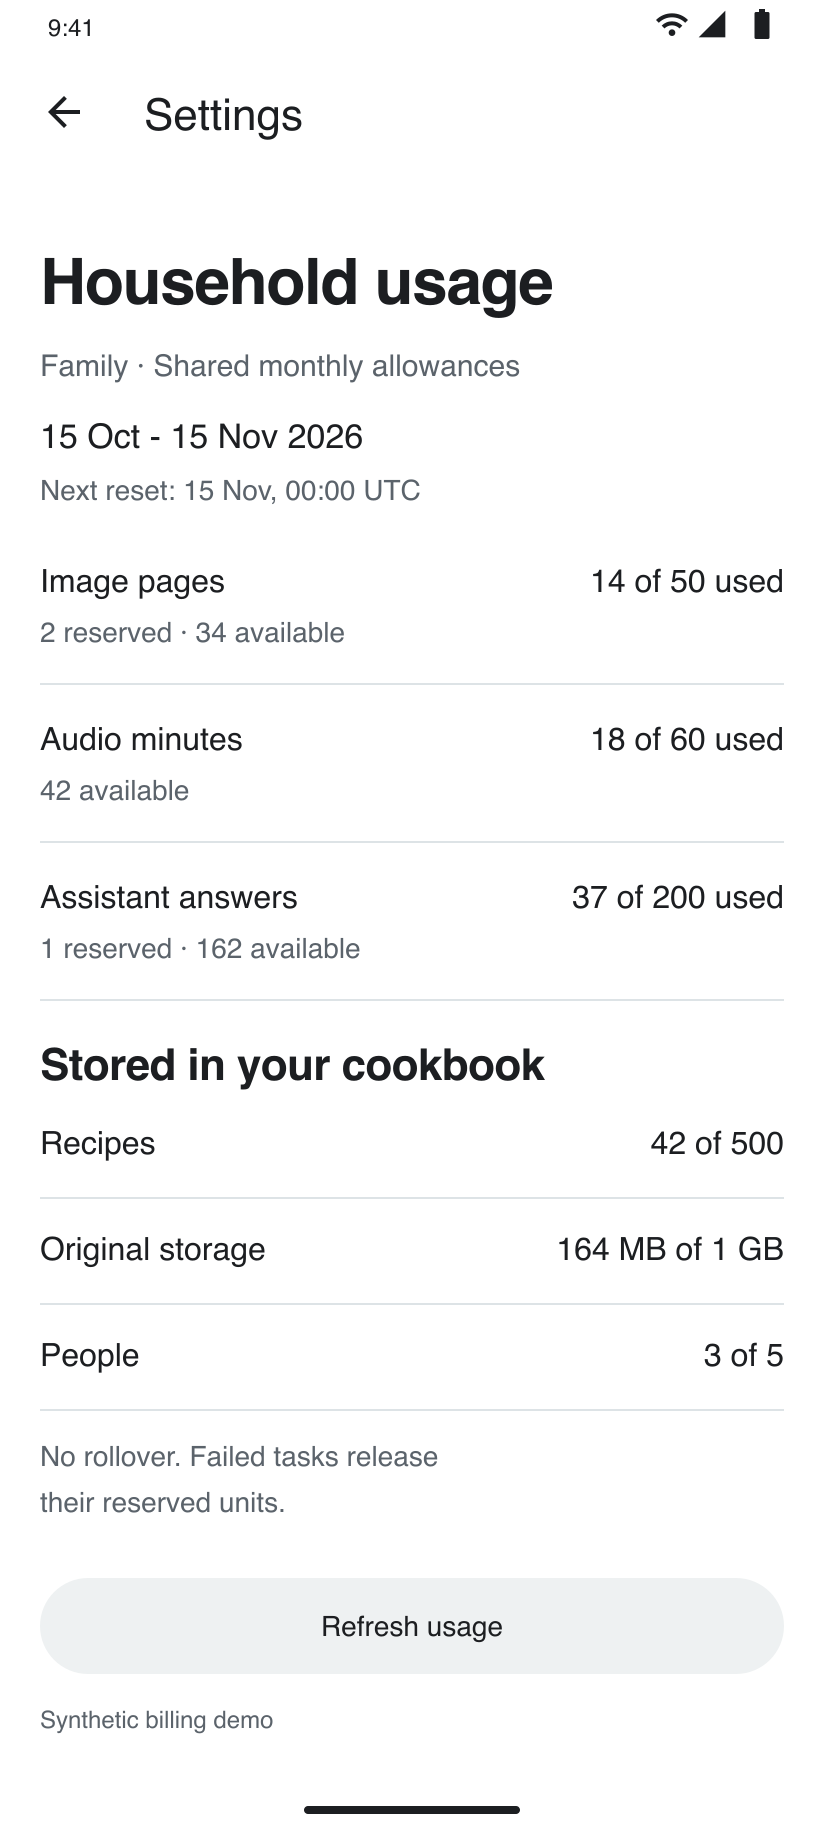 9:41
Settings
Household usage
Family · Shared monthly allowances
15 Oct - 15 Nov 2026
Next reset: 15 Nov, 00:00 UTC
Image pages 14 of 50 used
2 reserved · 34 available
Audio minutes 18 of 60 used
42 available
Assistant answers 37 of 200 used
1 reserved · 162 available
Stored in your cookbook
Recipes 42 of 500
Original storage 164 MB of 1 GB
People 3 of 5
No rollover. Failed tasks release
their reserved units.
Refresh usage
Synthetic billing demo